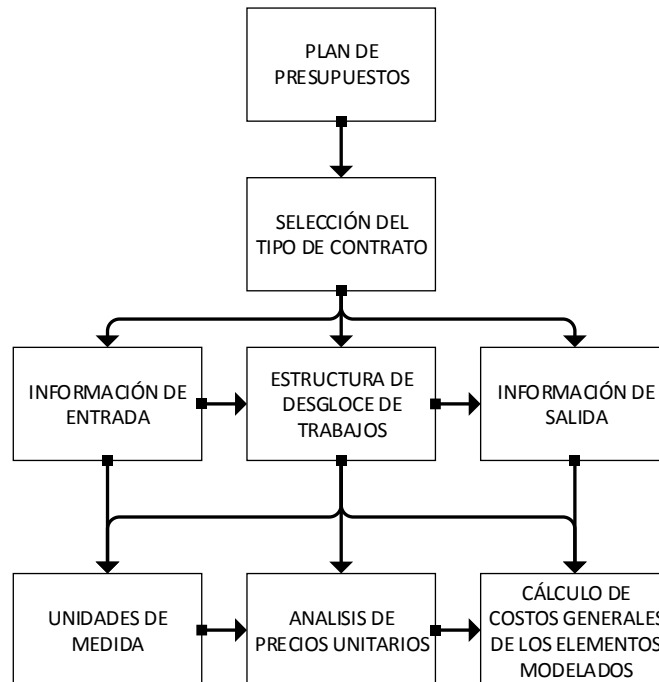 PLAN DE
PRESUPUESTOS
SELECCIÓN DEL
TIPO DE CONTRATO
INFORMACIÓN DE
ENTRADA
ESTRUCTURA DE
DESGLOCE DE
TRABAJOS
INFORMACIÓN DE
SALIDA
UNIDADES DE
MEDIDA
ANALISIS DE
PRECIOS UNITARIOS
CÁLCULO DE
COSTOS GENERALES
DE LOS ELEMENTOS
MODELADOS